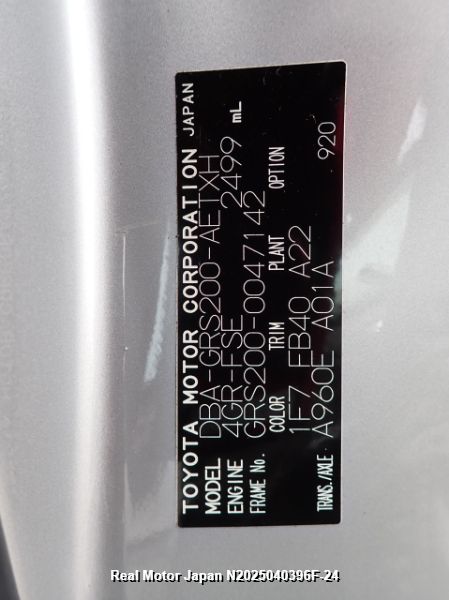 TOYOTA MOTOR CORPORATION JAPAN
MODEL DBA-GRS200-AETXH
ENGINE 4GR-FSE 2499 mL
FRAME No. GRS200-0047142
COLOR TRIM PLANT OPTION
1F7 FB40 A22 920
TRANS./AXLE A960E A01A
Real Motor Japan N2025040396F-24